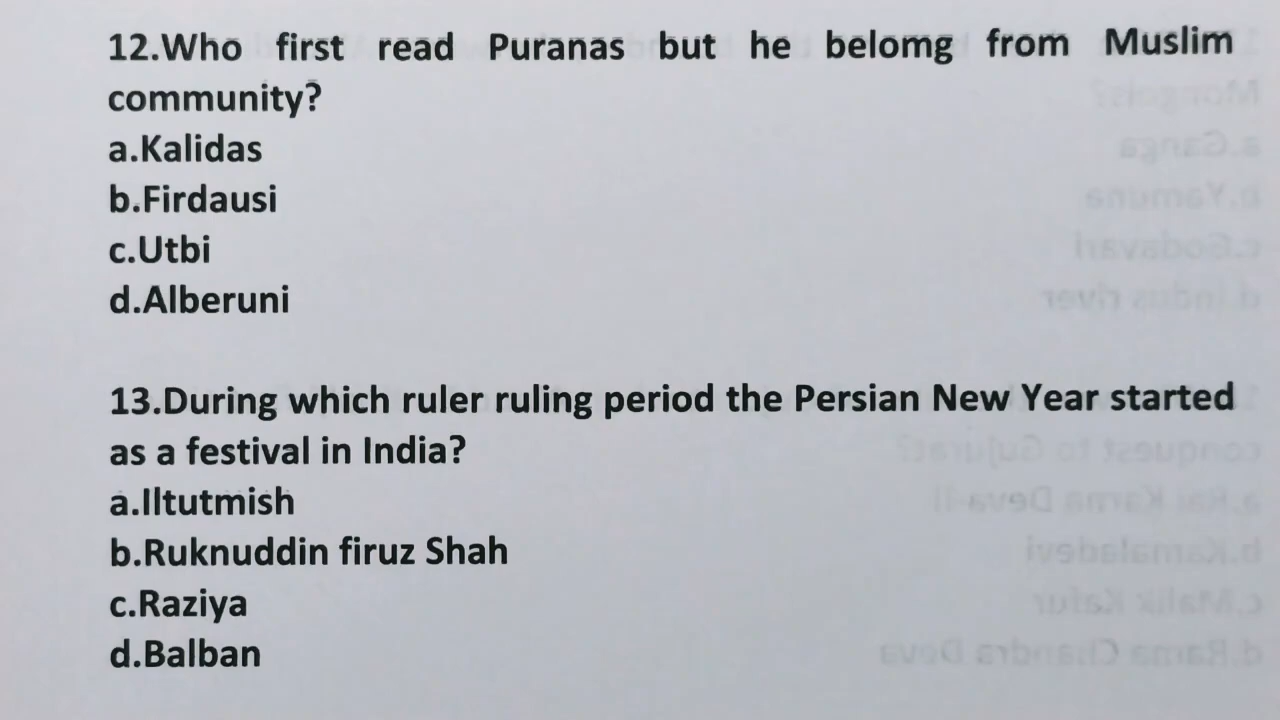 12.Who first read Puranas but he belomg from Muslim
community?
a.Kalidas
b.Firdausi
c.Utbi
d.Alberuni
13.During which ruler ruling period the Persian New Year started
as a festival in India?
a.Iltutmish
b.Ruknuddin firuz Shah
c.Raziya
d.Balban